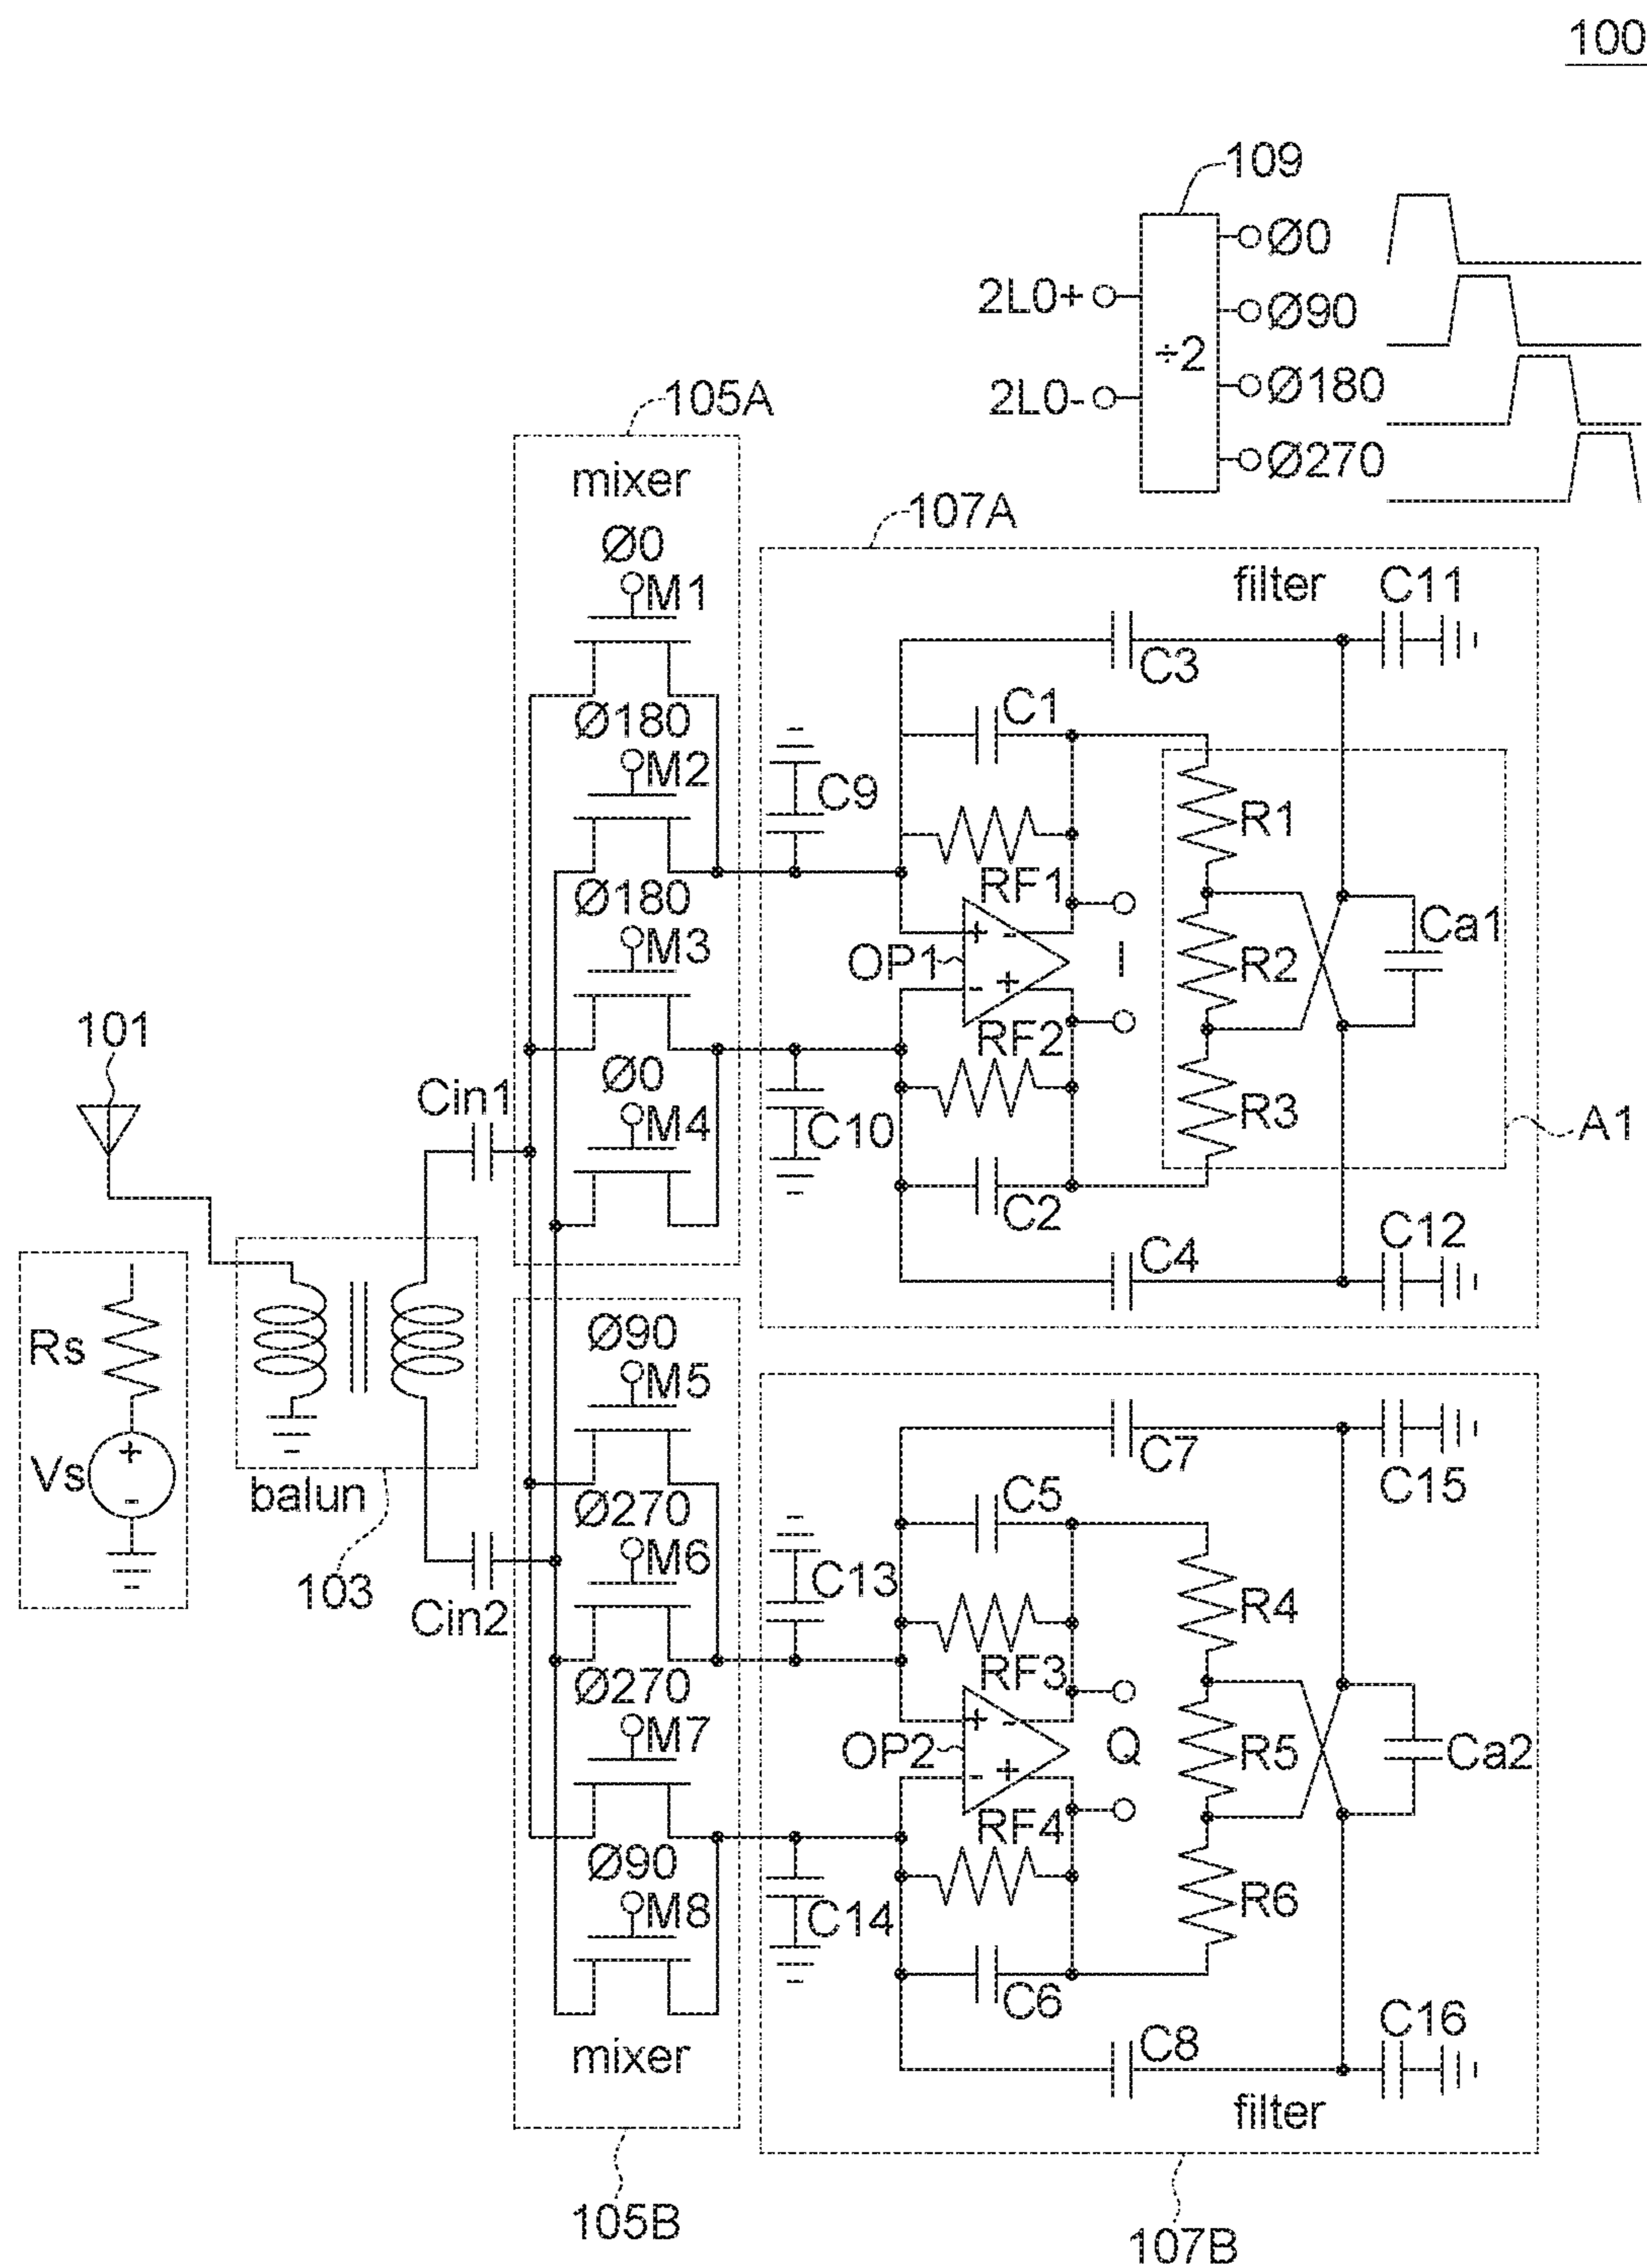 100
109
Ø0
2L0+
Ø90
÷2
Ø180
2L0-
Ø270
105A
mixer
107A
filter
Ø0
M1
C11
C3
Ø180
M2
C1
C9
R1
Ø180
M3
RF1
OP1
+ -
- +
I
R2
Ca1
RF2
101
Ø0
M4
Cin1
C10
R3
A1
C2
C4
C12
Rs
Vs
+
-
balun
103
Cin2
Ø90
M5
C7
C15
Ø270
M6
C5
C13
R4
Ø270
M7
RF3
OP2
+ -
- +
Q
R5
Ca2
RF4
Ø90
M8
C14
R6
C6
C8
C16
mixer
filter
105B
107B